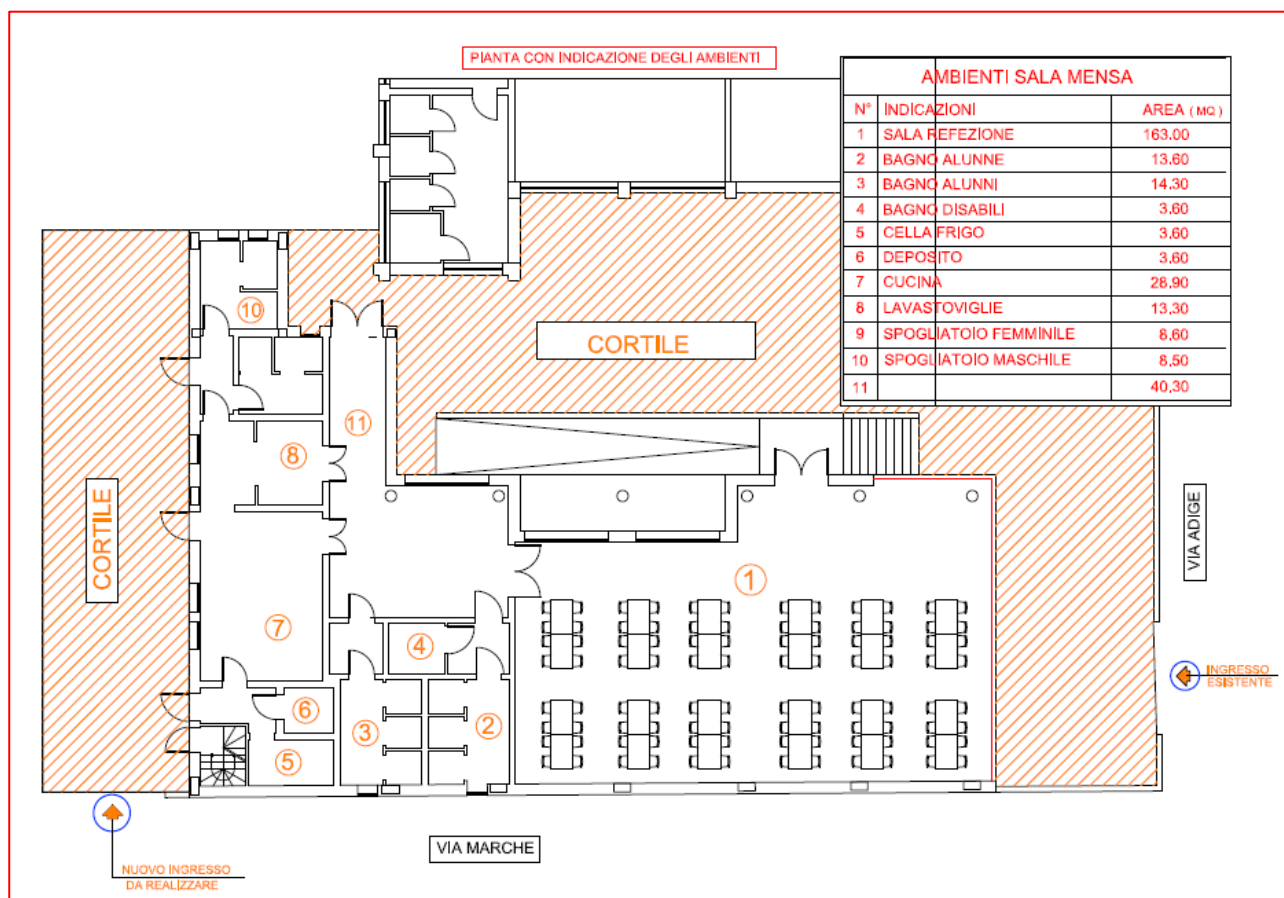 PIANTA CON INDICAZIONE DEGLI AMBIENTI
AMBIENTI SALA MENSA
N° INDICAZIONI AREA ( MQ )
1 SALA REFEZIONE 163.00
2 BAGNO ALUNNE 13.60
3 BAGNO ALUNNI 14.30
4 BAGNO DISABILI 3.60
5 CELLA FRIGO 3.60
6 DEPOSITO 3.60
7 CUCINA 28.90
8 LAVASTOVIGLIE 13.30
9 SPOGLIATOIO FEMMINILE 8.60
10 SPOGLIATOIO MASCHILE 8.50
11 40.30
10
CORTILE
11
8
CORTILE
VIA ADIGE
1
7
4
INGRESSO
ESISTENTE
6
3
2
5
VIA MARCHE
NUOVO INGRESSO
DA REALIZZARE